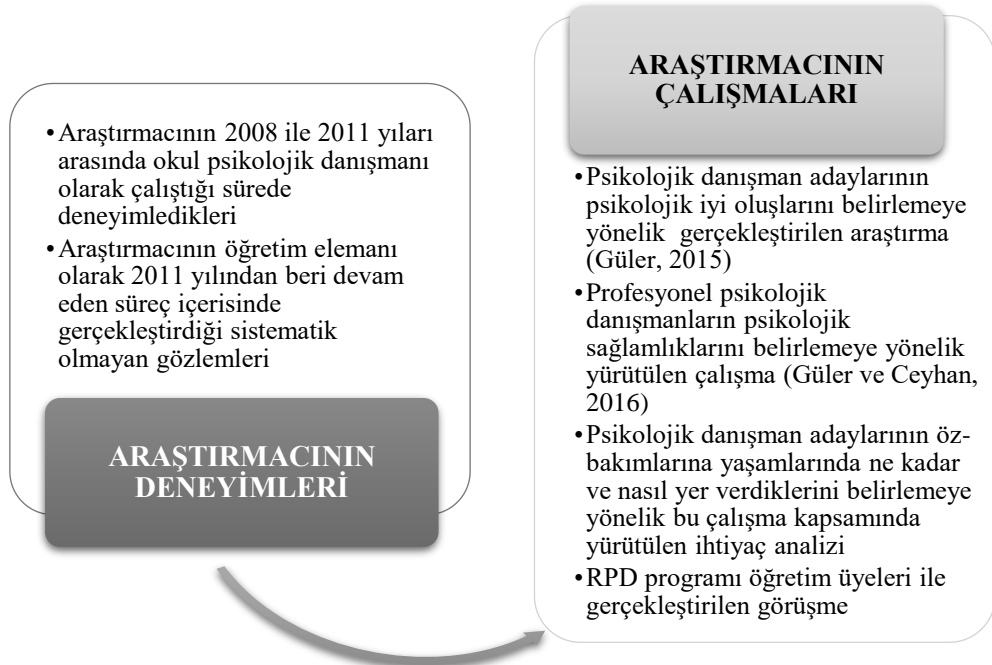 •Araştırmacının 2008 ile 2011 yıları
arasında okul psikolojik danışmanı
olarak çalıştığı sürede
deneyimledikleri
•Araştırmacının öğretim elemanı
olarak 2011 yılından beri devam
eden süreç içerisinde
gerçekleştirdiği sistematik
olmayan gözlemleri
ARAŞTIRMACININ
DENEYİMLERİ
ARAŞTIRMACININ
ÇALIŞMALARI
•Psikolojik danışman adaylarının
psikolojik iyi oluşlarını belirlemeye
yönelik gerçekleştirilen araştırma
(Güler, 2015)
•Profesyonel psikolojik
danışmanların psikolojik
sağlamlıklarını belirlemeye yönelik
yürütülen çalışma (Güler ve Ceyhan,
2016)
•Psikolojik danışman adaylarının öz-
bakımlarına yaşamlarında ne kadar
ve nasıl yer verdiklerini belirlemeye
yönelik bu çalışma kapsamında
yürütülen ihtiyaç analizi
•RPD programı öğretim üyeleri ile
gerçekleştirilen görüşme